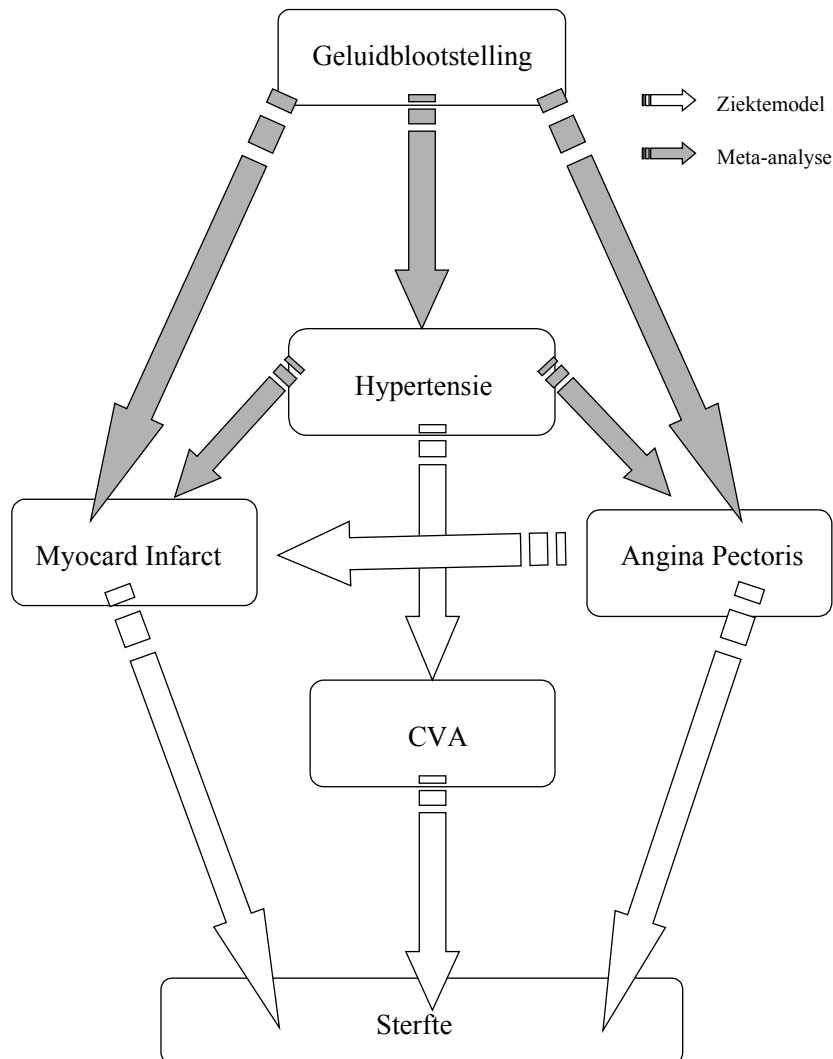 Geluidblootstelling
Ziektemodel
Meta-analyse
Hypertensie
Myocard Infarct
Angina Pectoris
CVA
Sterfte